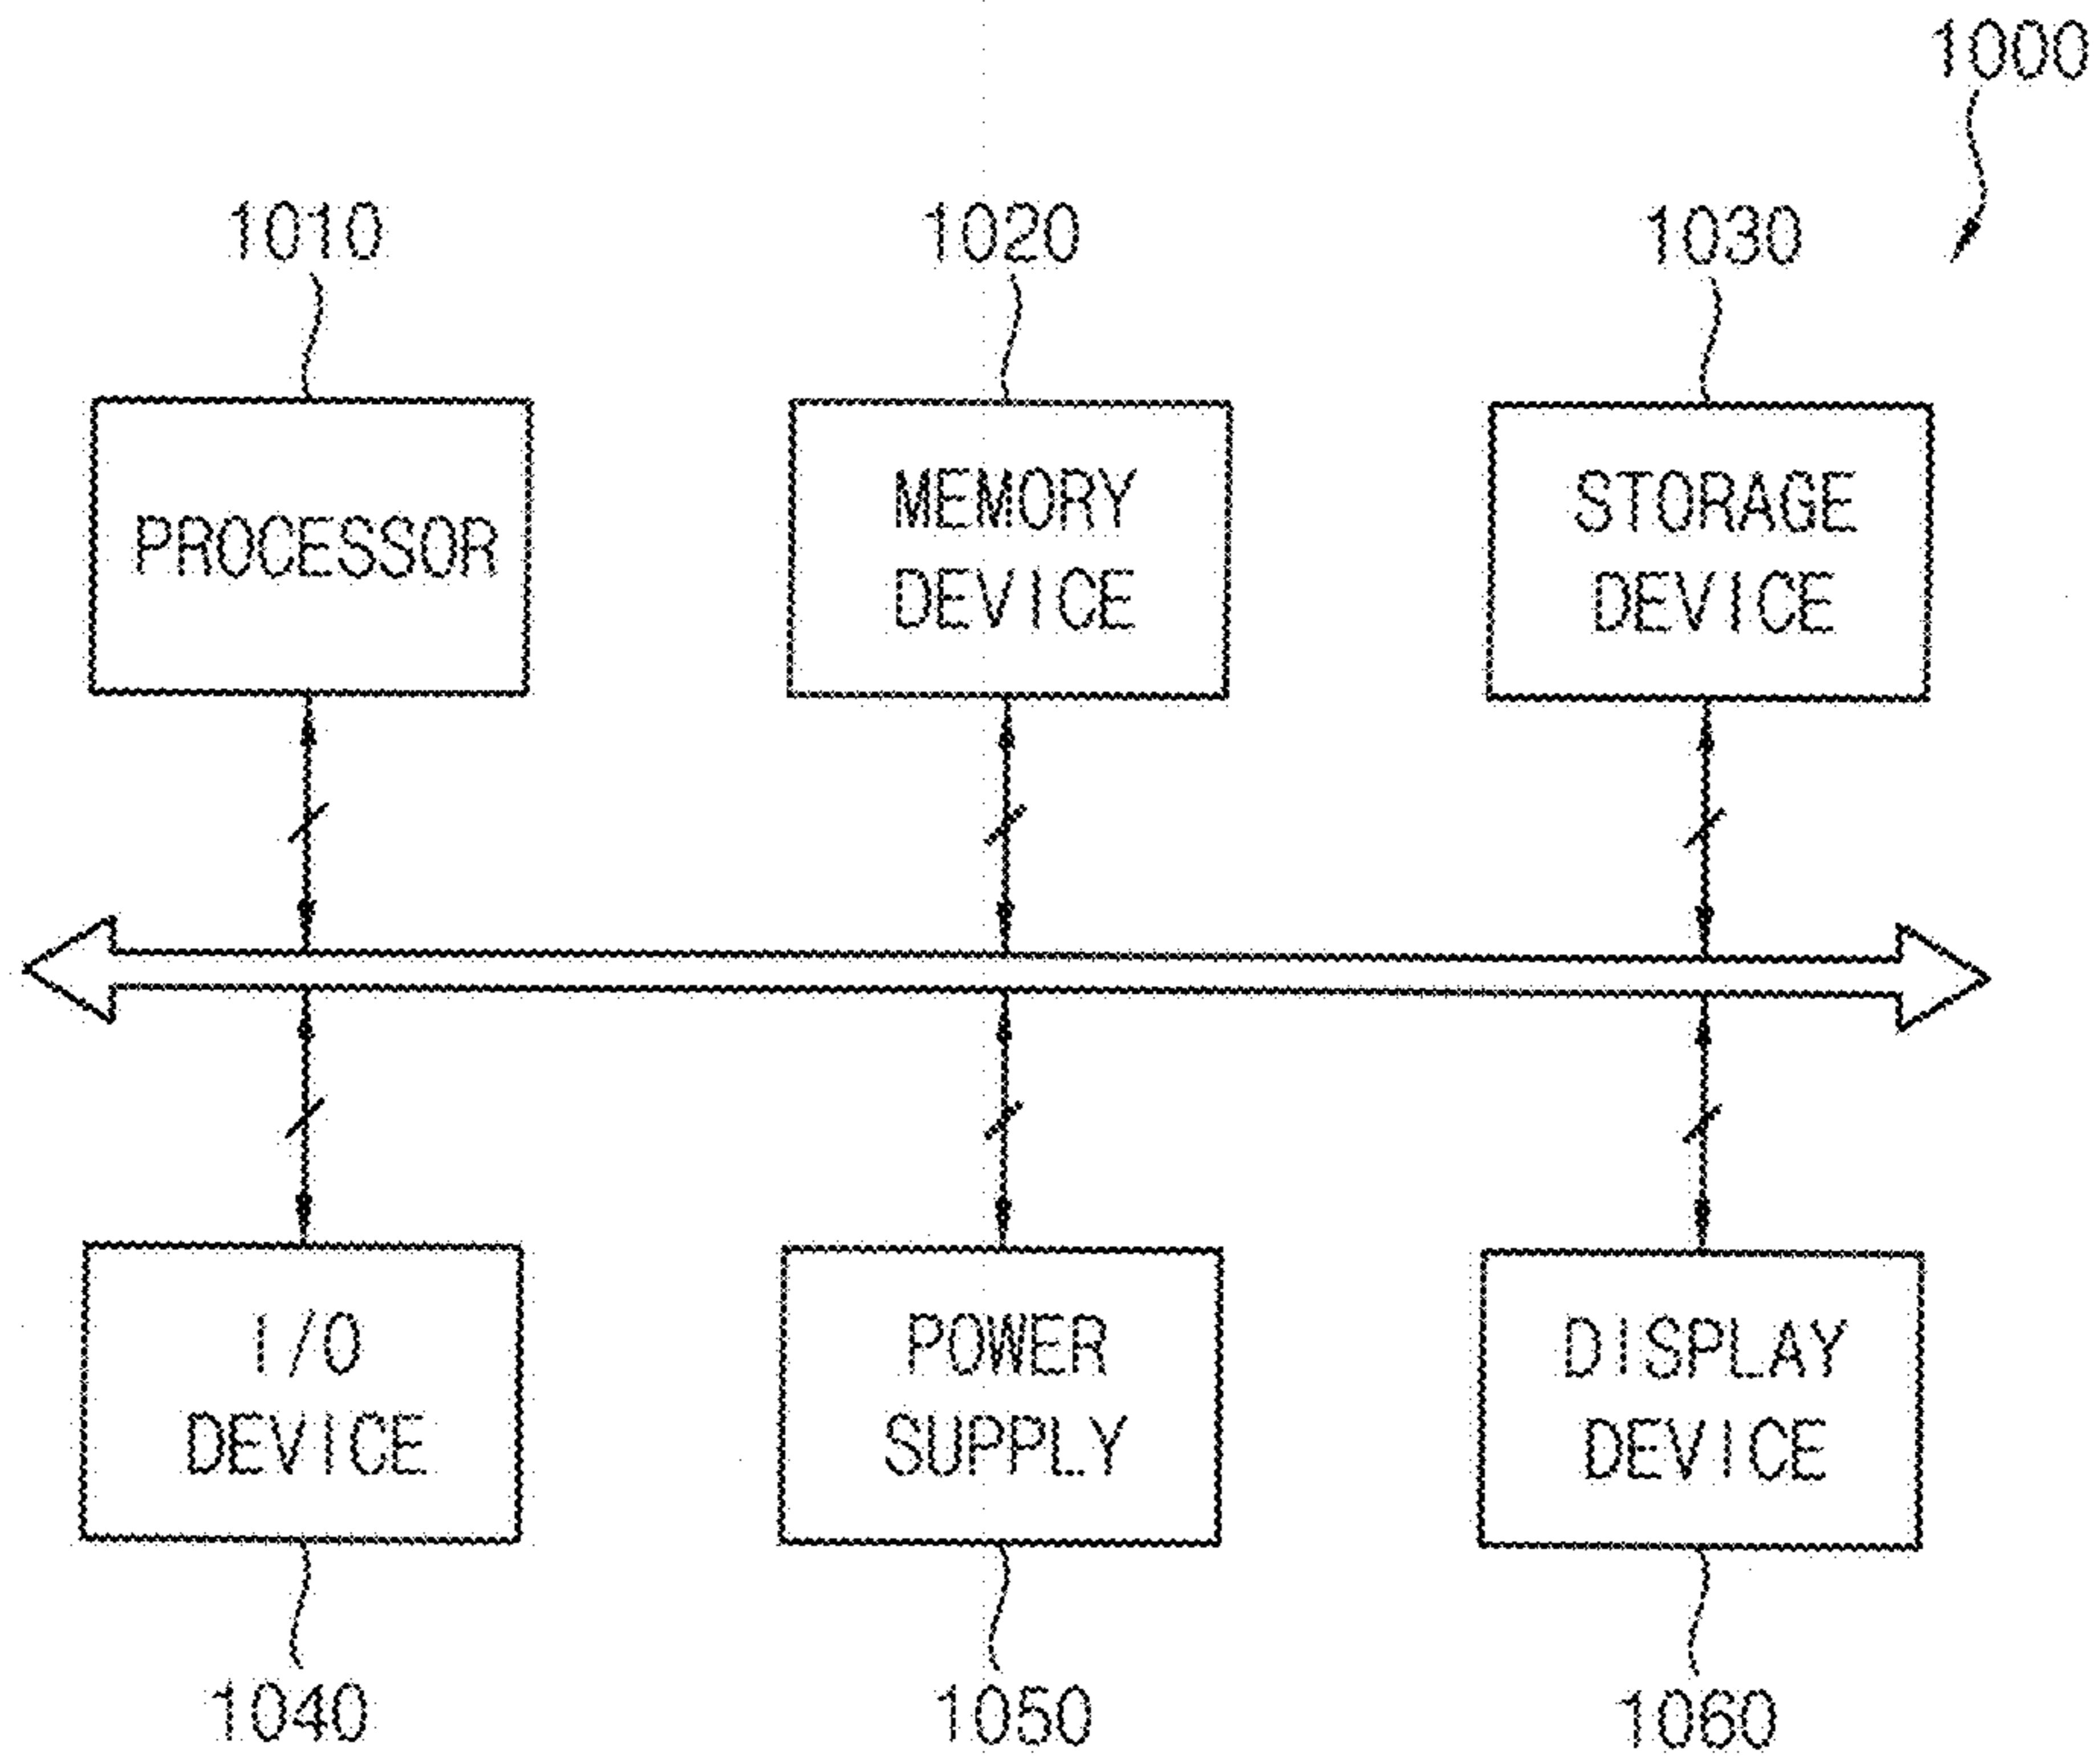 1000
1010
1020
1030
PROCESSOR
MEMORY
DEVICE
STORAGE
DEVICE
I/O
DEVICE
POWER
SUPPLY
DISPLAY
DEVICE
1040
1050
1060